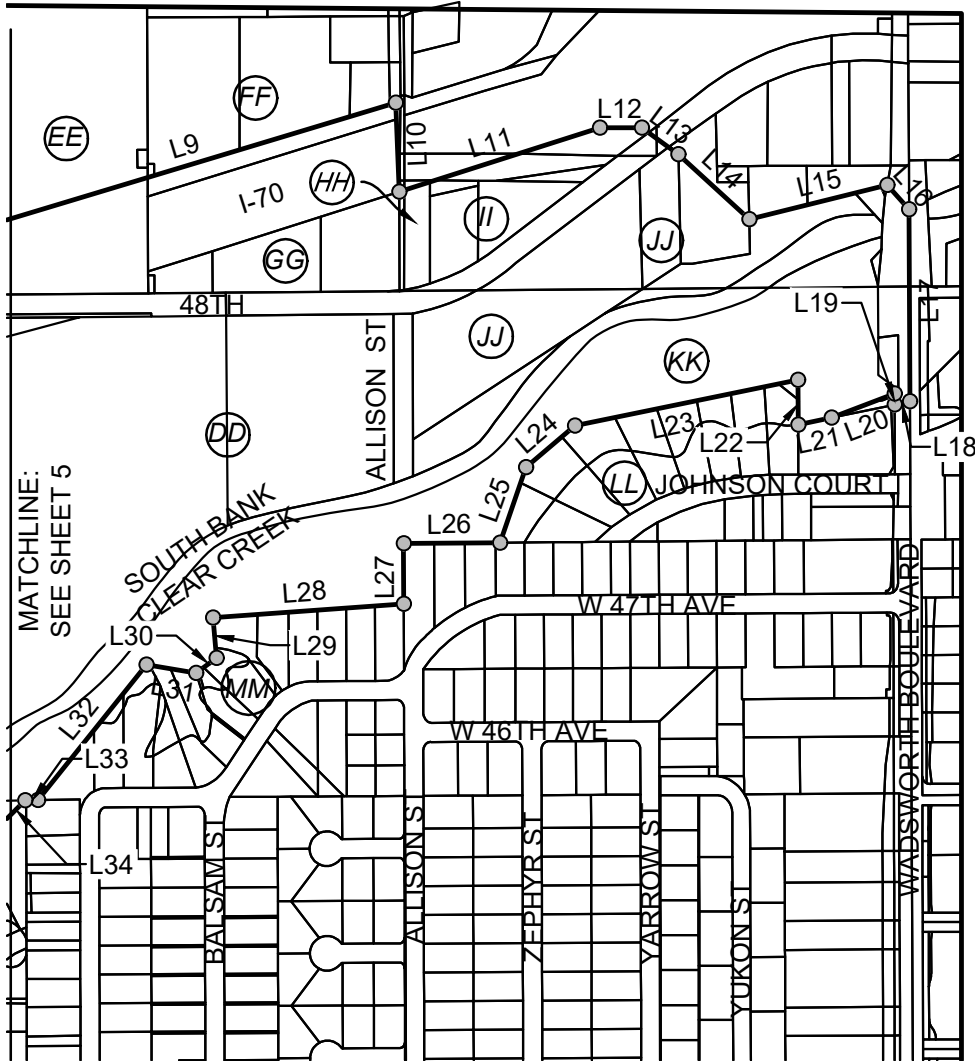 EE
FF
L9
I-70
HH
L10
L11
L12
L13
L14
L15
L16
L17
GG
II
JJ
48TH
L19
ALLISON ST
JJ
KK
DD
L24
L23
L22
L21
L20
L18
MATCHLINE:
SEE SHEET 5
LL
JOHNSON COURT
SOUTH BANK
CLEAR CREEK
L25
L26
L27
L28
W 47TH AVE
WADSWORTH BOULEVARD
L30
L29
L31
MM
L32
W 46TH AVE
L33
L34
BALSAM S
ALLISON S
ZEPHYR ST
YARROW ST
YUKON ST